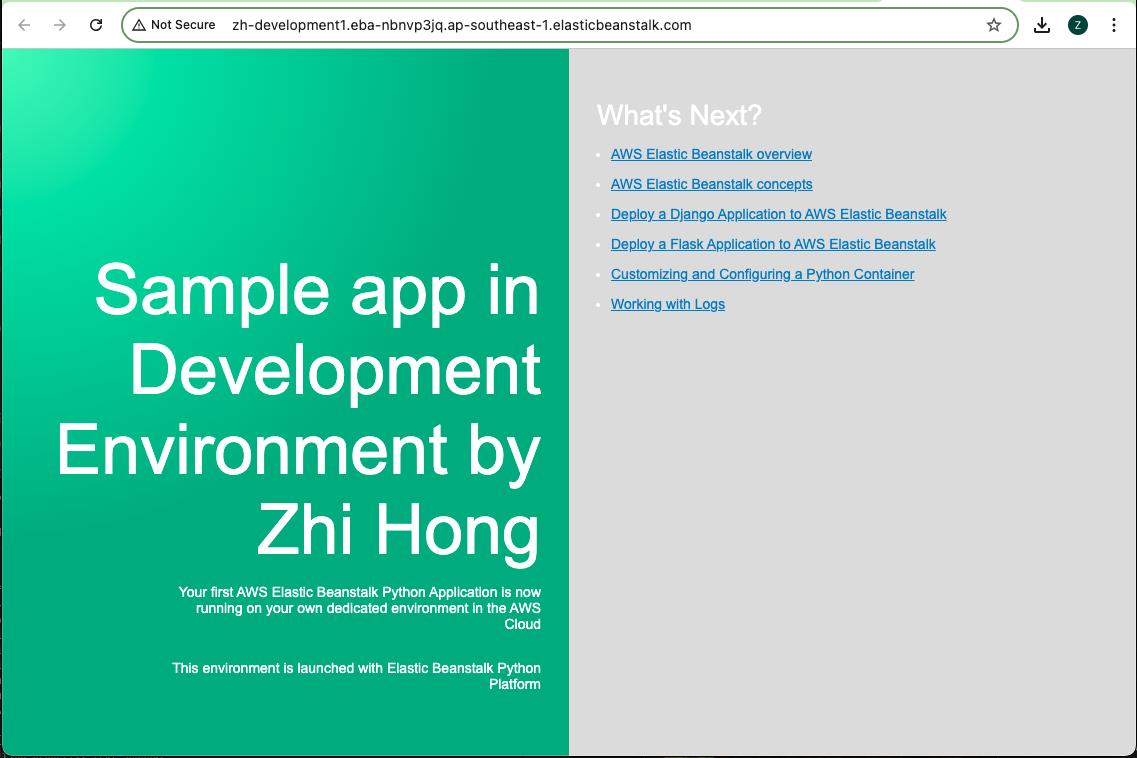 Not Secure zh-development1.eba-nbnvp3jq.ap-southeast-1.elasticbeanstalk.com
Z
Sample app in
Development
Environment by
Zhi Hong
Your first AWS Elastic Beanstalk Python Application is now
running on your own dedicated environment in the AWS
Cloud
This environment is launched with Elastic Beanstalk Python
Platform
What's Next?
AWS Elastic Beanstalk overview
AWS Elastic Beanstalk concepts
Deploy a Django Application to AWS Elastic Beanstalk
Deploy a Flask Application to AWS Elastic Beanstalk
Customizing and Configuring a Python Container
Working with Logs